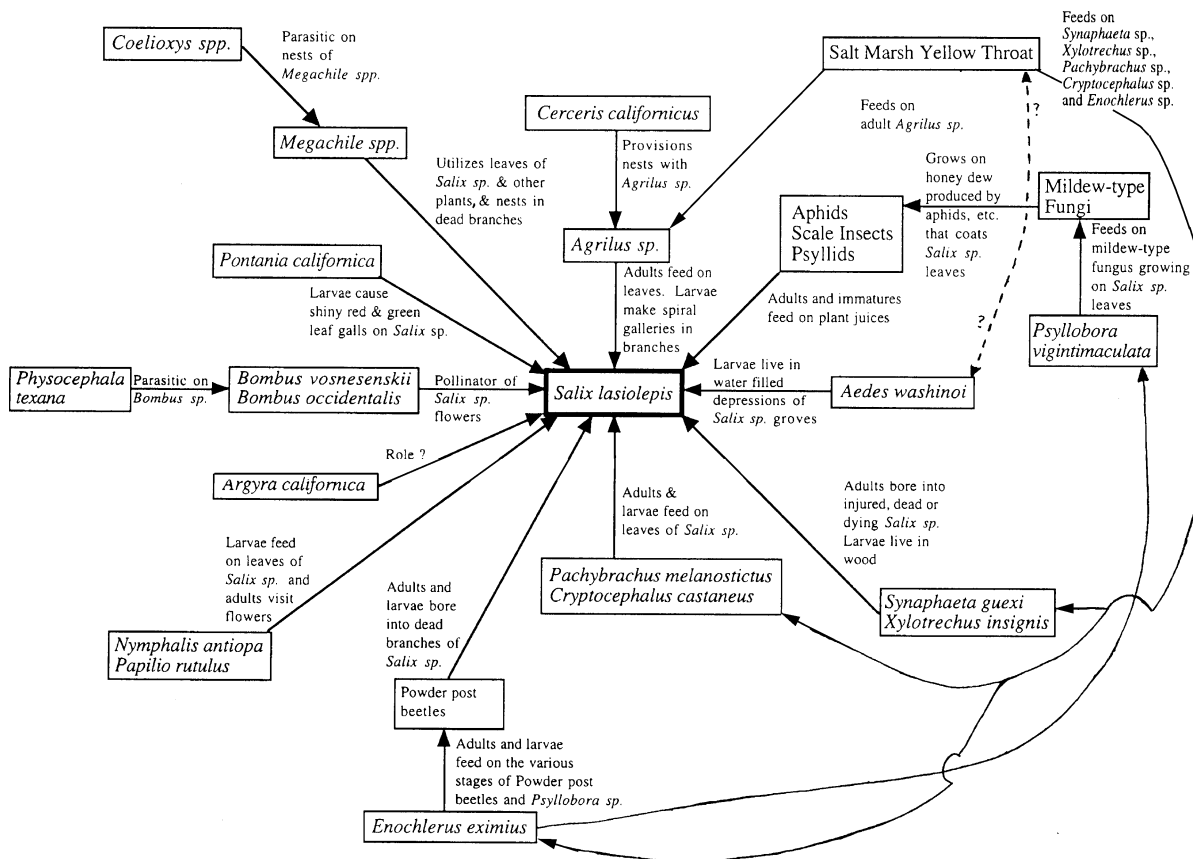 Coelioxys spp.
Parasitic on
nests of
Megachile spp.
Megachile spp.
Utilizes leaves of
Salix sp. & other
plants, & nests in
dead branches
Cerceris californicus
Provisions
nests with
Agrilus sp.
Agrilus sp.
Adults feed on
leaves. Larvae
make spiral
galleries in
branches
Salt Marsh Yellow Throat
Feeds on
adult Agrilus sp.
Feeds on
Synaphaeta sp.,
Xylotrechus sp.,
Pachybrachus sp.,
Cryptocephalus sp.
and Enochlerus sp.
?
Grows on
honey dew
produced by
aphids, etc.
that coats
Salix sp.
leaves
Mildew-type
Fungi
Aphids
Scale Insects
Psyllids
Adults and immatures
feed on plant juices
Feeds on
mildew-type
fungus growing
on Salix sp.
leaves
Psyllobora
vigintimaculata
?
Pontania californica
Larvae cause
shiny red & green
leaf galls on Salix sp.
Physocephala
texana
Parasitic on
Bombus sp.
Bombus vosnesenskii
Bombus occidentalis
Pollinator of
Salix sp.
flowers
Salix lasiolepis
Larvae live in
water filled
depressions of
Salix sp. groves
Aedes washinoi
Role ?
Argyra californica
Larvae feed
on leaves of
Salix sp. and
adults visit
flowers
Nymphalis antiopa
Papilio rutulus
Adults and
larvae bore
into dead
branches of
Salix sp.
Powder post
beetles
Adults and larvae
feed on the various
stages of Powder post
beetles and Psyllobora sp.
Enochlerus eximius
Adults &
larvae feed on
leaves of Salix sp.
Pachybrachus melanostictus
Cryptocephalus castaneus
Adults bore into
injured, dead or
dying Salix sp.
Larvae live in
wood
Synaphaeta guexi
Xylotrechus insignis